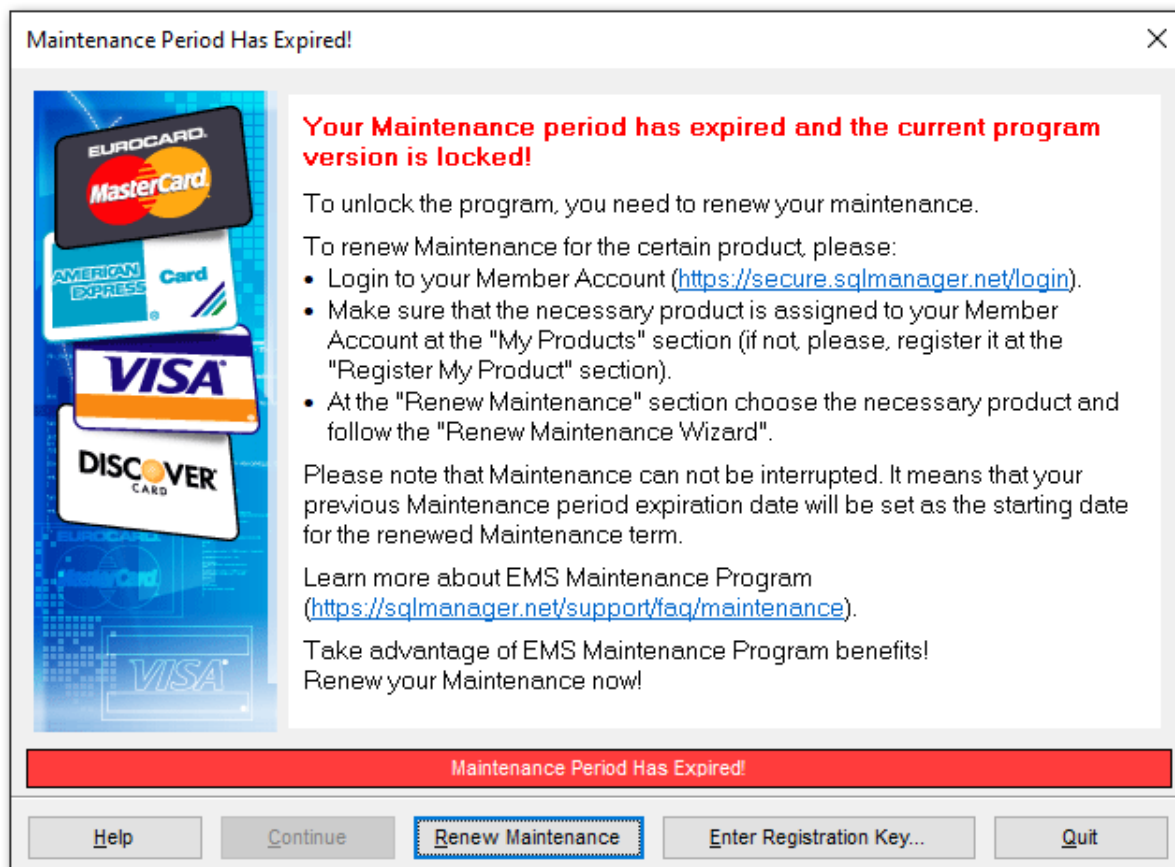 Maintenance Period Has Expired!
EUROCARD.
MasterCard
AMERICAN
EXPRESS
Card
®
VISA
DISCOVER
CARD
EUROCARD.
MasterCard
VISA
Your Maintenance period has expired and the current program
version is locked!
To unlock the program, you need to renew your maintenance.
To renew Maintenance for the certain product, please:
• Login to your Member Account (https://secure.sqlmanager.net/login).
• Make sure that the necessary product is assigned to your Member
Account at the "My Products" section (if not, please, register it at the
"Register My Product" section).
• At the "Renew Maintenance" section choose the necessary product and
follow the "Renew Maintenance Wizard".
Please note that Maintenance can not be interrupted. It means that your
previous Maintenance period expiration date will be set as the starting date
for the renewed Maintenance term.
Learn more about EMS Maintenance Program
(https://sqlmanager.net/support/faq/maintenance).
Take advantage of EMS Maintenance Program benefits!
Renew your Maintenance now!
Maintenance Period Has Expired!
Help
Continue
Renew Maintenance
Enter Registration Key...
Quit